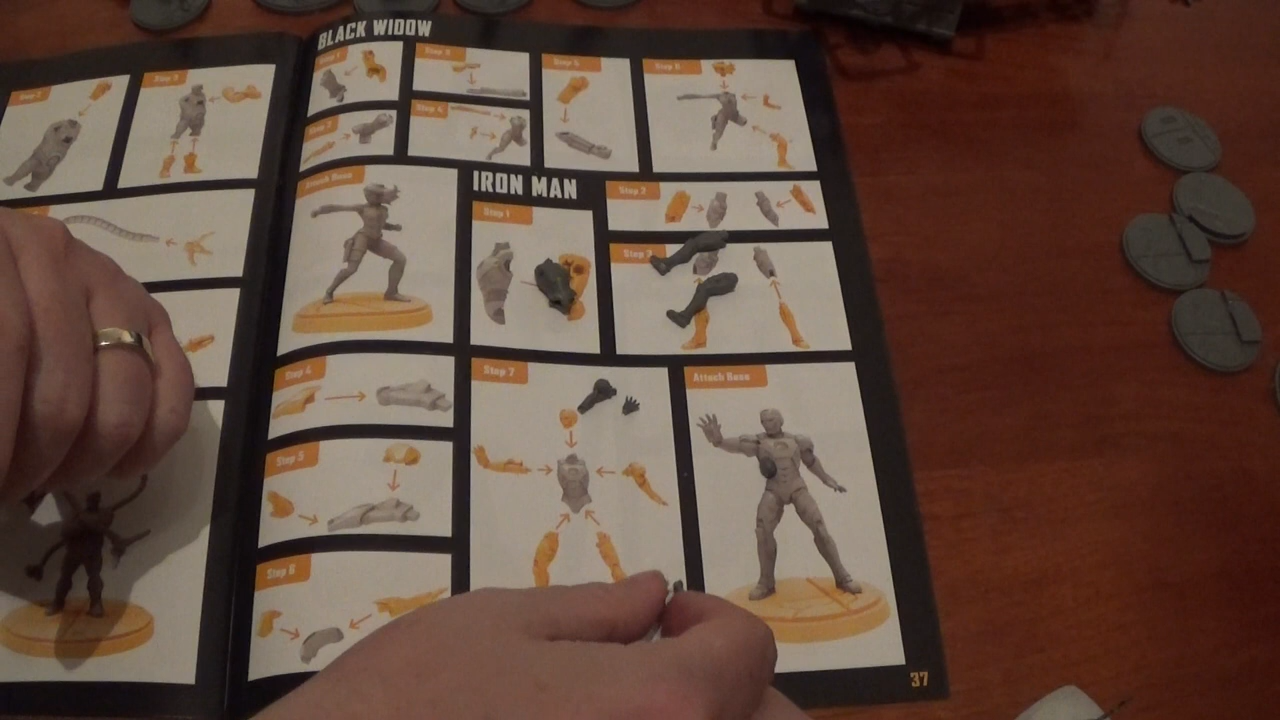 Step 2
Step 3
BLACK WIDOW
Step 1
Step 2
Step 3
Step 4
Step 5
Step 6
Attach Base
IRON MAN
Step 1
Step 2
Step 3
Step 4
Step 5
Step 6
Step 7
Attach Base
37